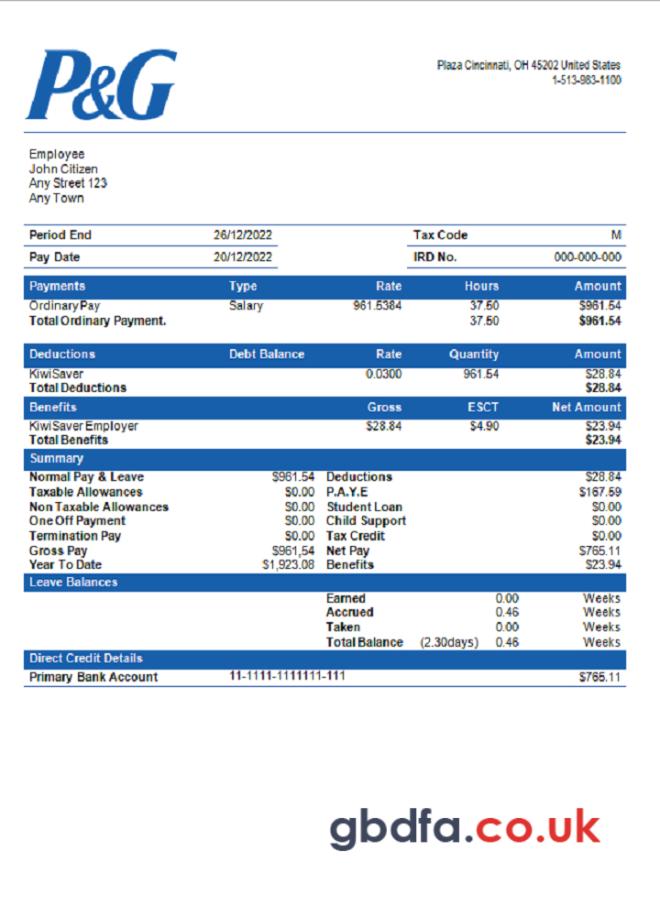 P&G
Plaza Cincinnati, OH 45202 United States
1-513-983-1100
Employee
John Citizen
Any Street 123
Any Town
Period End 26/12/2022 Tax Code M
Pay Date 20/12/2022 IRD No. 000-000-000
Payments Type Rate Hours Amount
Ordinary Pay Salary 961.5384 37.50 $961.54
Total Ordinary Payment. 37.50 $961.54
Deductions Debt Balance Rate Quantity Amount
KiwiSaver 0.0300 961.54 $28.84
Total Deductions $28.84
Benefits Gross ESCT Net Amount
KiwiSaver Employer $28.84 $4.90 $23.94
Total Benefits $23.94
Summary
Normal Pay & Leave $961.54 Deductions $28.84
Taxable Allowances $0.00 P.A.Y.E $167.59
Non Taxable Allowances $0.00 Student Loan $0.00
One Off Payment $0.00 Child Support $0.00
Termination Pay $0.00 Tax Credit $0.00
Gross Pay $961,54 Net Pay $765.11
Year To Date $1,923.08 Benefits $23.94
Leave Balances
Earned 0.00 Weeks
Accrued 0.46 Weeks
Taken 0.00 Weeks
Total Balance (2.30days) 0.46 Weeks
Direct Credit Details
Primary Bank Account 11-1111-1111111-111 $765.11
gbdfa.co.uk